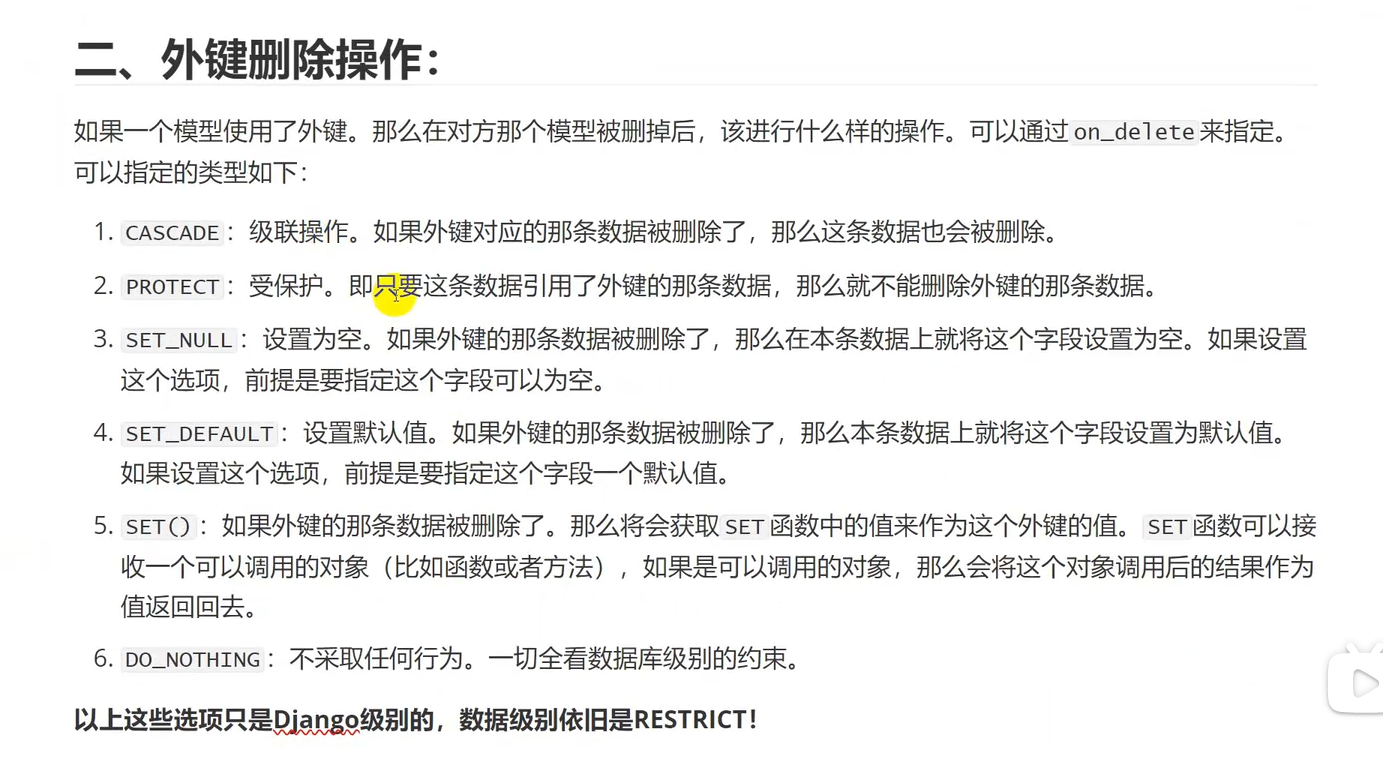 二、外键删除操作：
如果一个模型使用了外键。那么在对方那个模型被删掉后，该进行什么样的操作。可以通过on_delete来指定。
可以指定的类型如下：
1. CASCADE：级联操作。如果外键对应的那条数据被删除了，那么这条数据也会被删除。
2. PROTECT：受保护。即只要这条数据引用了外键的那条数据，那么就不能删除外键的那条数据。
3. SET_NULL：设置为空。如果外键的那条数据被删除了，那么在本条数据上就将这个字段设置为空。如果设置
这个选项，前提是要指定这个字段可以为空。
4. SET_DEFAULT：设置默认值。如果外键的那条数据被删除了，那么本条数据上就将这个字段设置为默认值。
如果设置这个选项，前提是要指定这个字段一个默认值。
5. SET()：如果外键的那条数据被删除了。那么将会获取SET函数中的值来作为这个外键的值。SET函数可以接
收一个可以调用的对象（比如函数或者方法），如果是可以调用的对象，那么会将这个对象调用后的结果作为
值返回回去。
6. DO_NOTHING：不采取任何行为。一切全看数据库级别的约束。
以上这些选项只是Django级别的，数据级别依旧是RESTRICT！